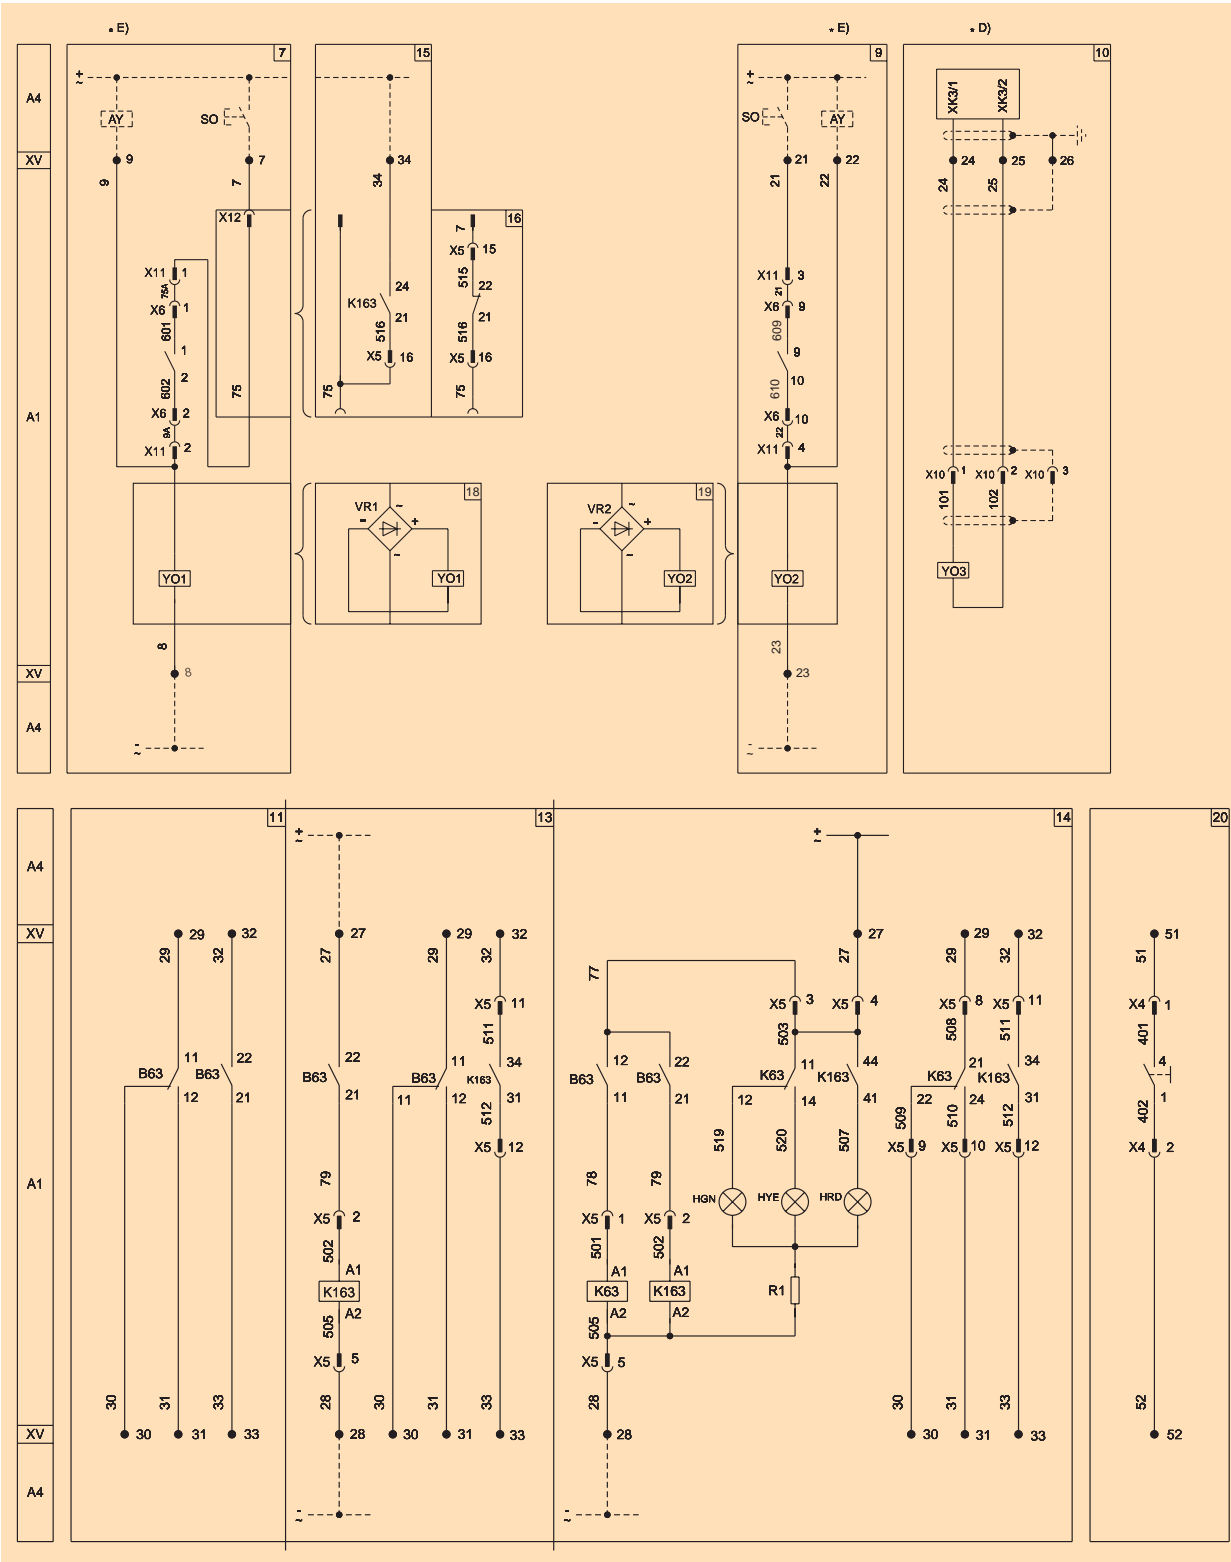 * E)
* E)
* D)
7
15
9
10
A4
+
~
AY
SO
+
~
SO
AY
XK3/1
XK3/2
XV
9
7
34
21
22
24
25
26
9
7
34
21
22
24
25
X12
16
7
X5 15
515
22
21
516
X5 16
75
X11 1
75A
X6 1
601
1
2
602
X6 2
9A
X11 2
75
24
K163
21
516
X5 16
75
X11 3
21
X6 9
609
9
10
610
X6 10
22
X11 4
A1
X10 1
X10 2
X10 3
101
102
18
19
VR1
~
-
+
~
YO1
VR2
~
-
+
-
YO2
YO1
YO2
YO3
8
23
XV
8
23
A4
-
~
-
~
11
13
14
20
A4
+
~
+
~
XV
29
32
27
29
32
27
29
32
51
29
32
27
29
32
77
27
29
32
51
X5 11
X5 3
X5 4
X5 8
X5 11
X4 1
511
503
508
511
401
11
B63
12
22
B63
21
22
B63
21
11
B63
11
12
34
K163
31
512
X5 12
12
B63
11
22
B63
21
11
K63
12
14
44
K163
41
21
K63
22
24
34
K163
31
4
1
519
520
507
509
510
512
402
X5 9
X5 10
X5 12
X4 2
A1
79
78
79
HGN
HYE
HRD
X5 2
X5 1
X5 2
502
501
502
A1
K163
A2
A1
K63
A2
A1
K163
A2
R1
505
505
X5 5
X5 5
30
31
33
28
30
31
33
28
30
31
33
52
XV
30
31
33
28
30
31
33
28
30
31
33
52
A4
-
~
-
~